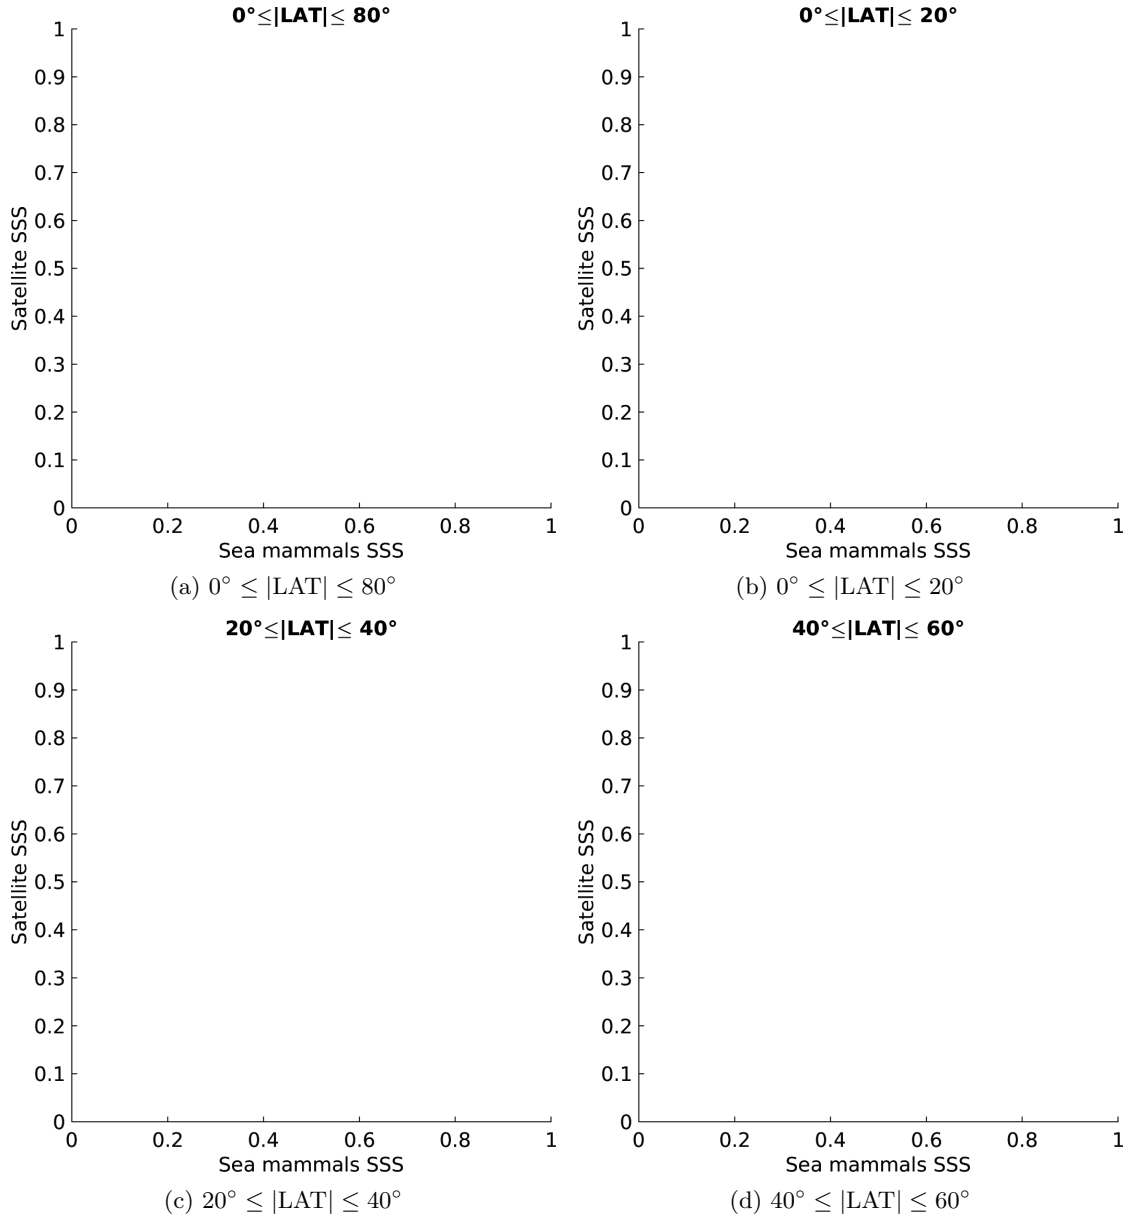 0°≤|LAT|≤ 80°
1
0.9
0.8
0.7
0.6
0.5
0.4
0.3
0.2
0.1
0
Satellite SSS
0 0.2 0.4 0.6 0.8 1
Sea mammals SSS
(a) 0° ≤ |LAT| ≤ 80°
0°≤|LAT|≤ 20°
1
0.9
0.8
0.7
0.6
0.5
0.4
0.3
0.2
0.1
0
Satellite SSS
0 0.2 0.4 0.6 0.8 1
Sea mammals SSS
(b) 0° ≤ |LAT| ≤ 20°
20°≤|LAT|≤ 40°
1
0.9
0.8
0.7
0.6
0.5
0.4
0.3
0.2
0.1
0
Satellite SSS
0 0.2 0.4 0.6 0.8 1
Sea mammals SSS
(c) 20° ≤ |LAT| ≤ 40°
40°≤|LAT|≤ 60°
1
0.9
0.8
0.7
0.6
0.5
0.4
0.3
0.2
0.1
0
Satellite SSS
0 0.2 0.4 0.6 0.8 1
Sea mammals SSS
(d) 40° ≤ |LAT| ≤ 60°